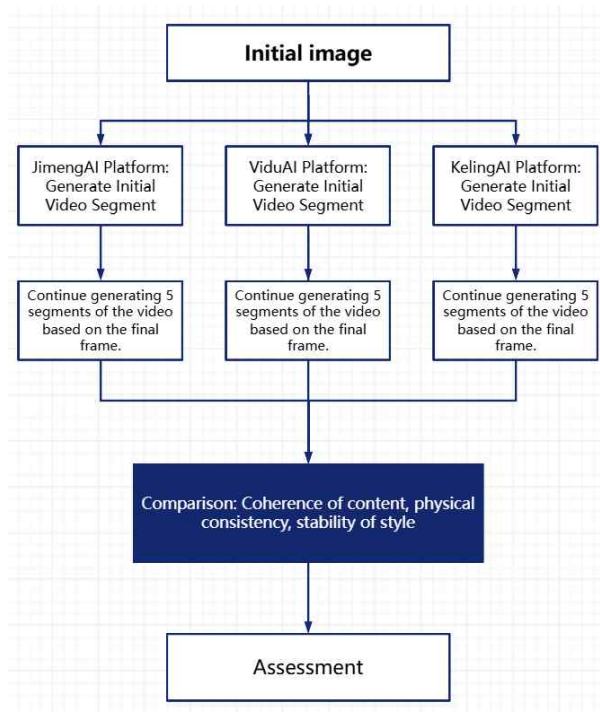 Initial image
JimengAI Platform:
Generate Initial
Video Segment
ViduAI Platform:
Generate Initial
Video Segment
KelingAI Platform:
Generate Initial
Video Segment
Continue generating 5
segments of the video
based on the final
frame.
Continue generating 5
segments of the video
based on the final
frame.
Continue generating 5
segments of the video
based on the final
frame.
Comparison: Coherence of content, physical
consistency, stability of style
Assessment